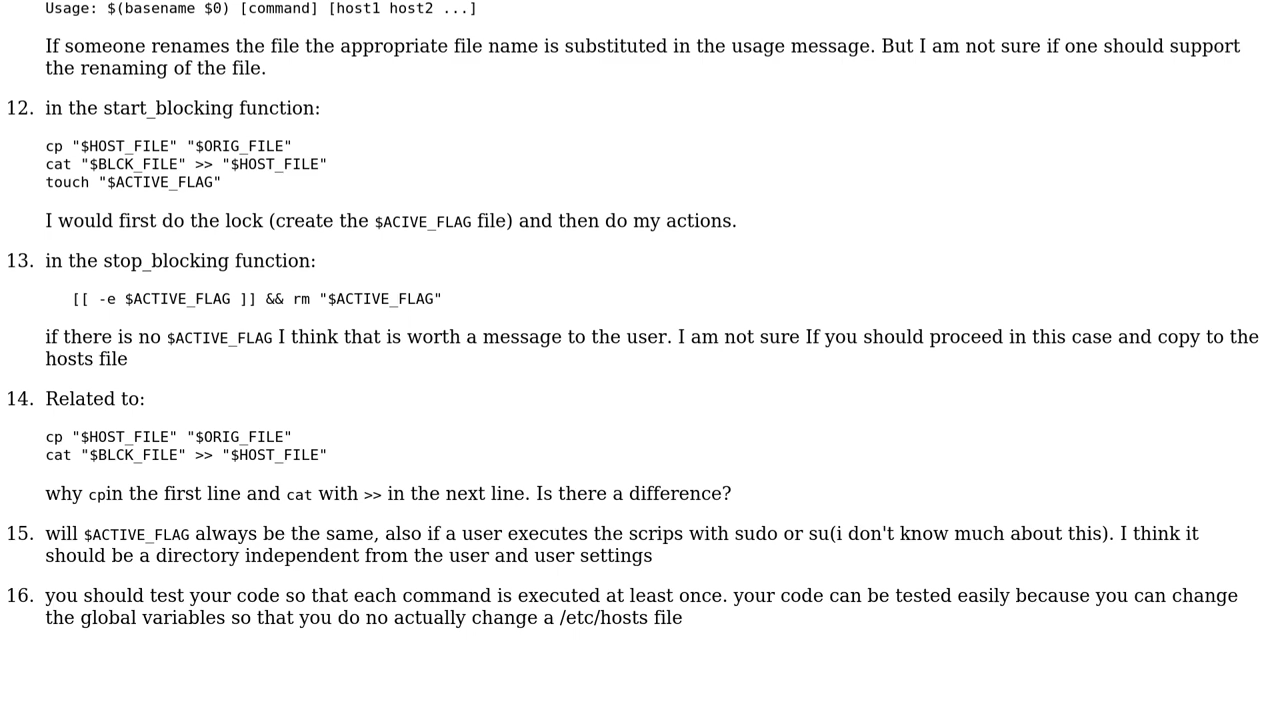 Usage: $(basename $0) [command] [host1 host2 ...]
If someone renames the file the appropriate file name is substituted in the usage message. But I am not sure if one should support
the renaming of the file.
12. in the start_blocking function:
cp "$HOST_FILE" "$ORIG_FILE"
cat "$BLCK_FILE" >> "$HOST_FILE"
touch "$ACTIVE_FLAG"
I would first do the lock (create the $ACIVE_FLAG file) and then do my actions.
13. in the stop_blocking function:
[[ -e $ACTIVE_FLAG ]] && rm "$ACTIVE_FLAG"
if there is no $ACTIVE_FLAG I think that is worth a message to the user. I am not sure If you should proceed in this case and copy to the
hosts file
14. Related to:
cp "$HOST_FILE" "$ORIG_FILE"
cat "$BLCK_FILE" >> "$HOST_FILE"
why cpin the first line and cat with >> in the next line. Is there a difference?
15. will $ACTIVE_FLAG always be the same, also if a user executes the scrips with sudo or su(i don't know much about this). I think it
should be a directory independent from the user and user settings
16. you should test your code so that each command is executed at least once. your code can be tested easily because you can change
the global variables so that you do no actually change a /etc/hosts file